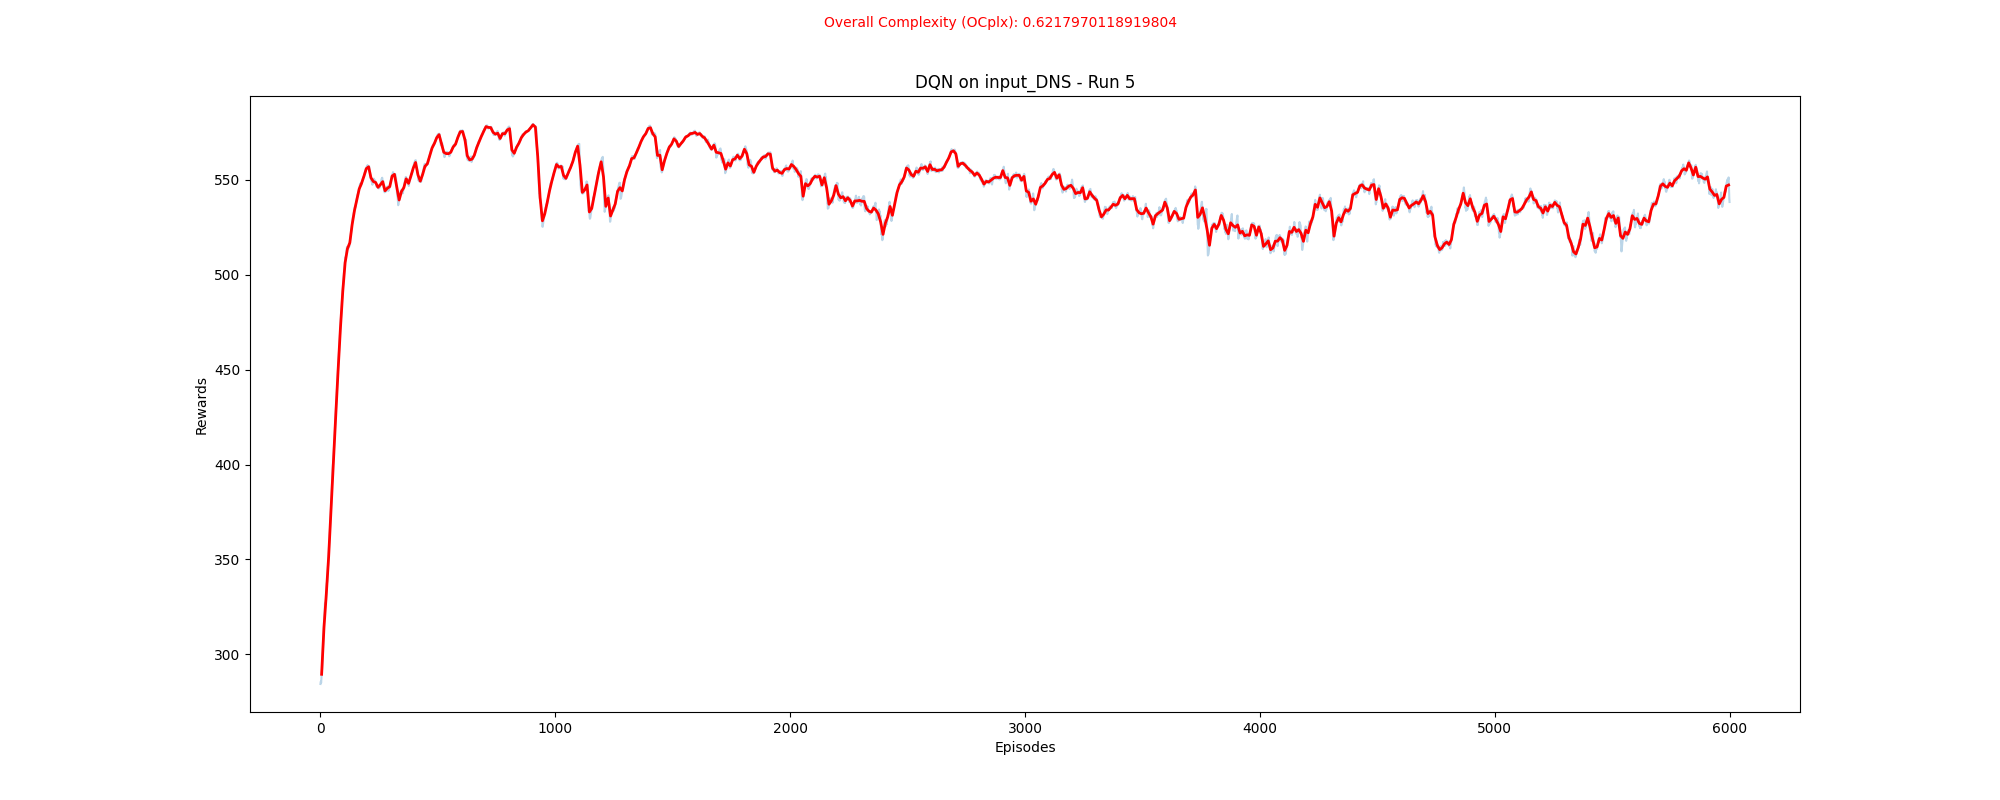 Overall Complexity (OCplx): 0.6217970118919804
DQN on input_DNS - Run 5
Rewards
550
500
450
400
350
300
0 1000 2000 3000 4000 5000 6000
Episodes